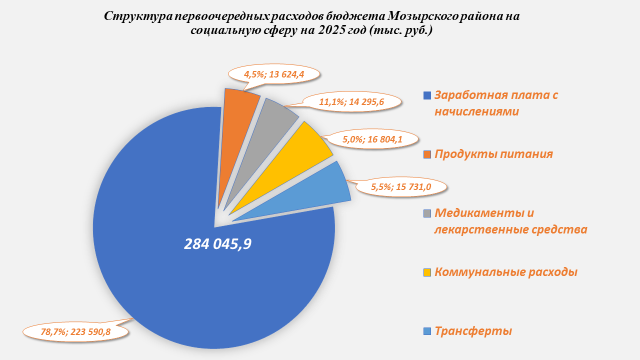 Структура первоочередных расходов бюджета Мозырского района на
социальную сферу на 2025 год (тыс. руб.)
4,5%; 13 624,4
11,1%; 14 295,6
5,0%; 16 804,1
5,5%; 15 731,0
284 045,9
78,7%; 223 590,8
Заработная плата с
начислениями
Продукты питания
Медикаменты и
лекарственные средства
Коммунальные расходы
Трансферты